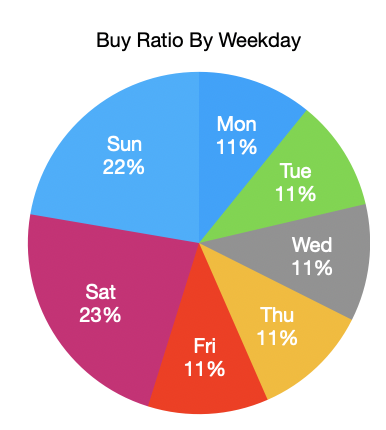 Buy Ratio By Weekday
Mon
11%
Tue
11%
Wed
11%
Thu
11%
Fri
11%
Sat
23%
Sun
22%